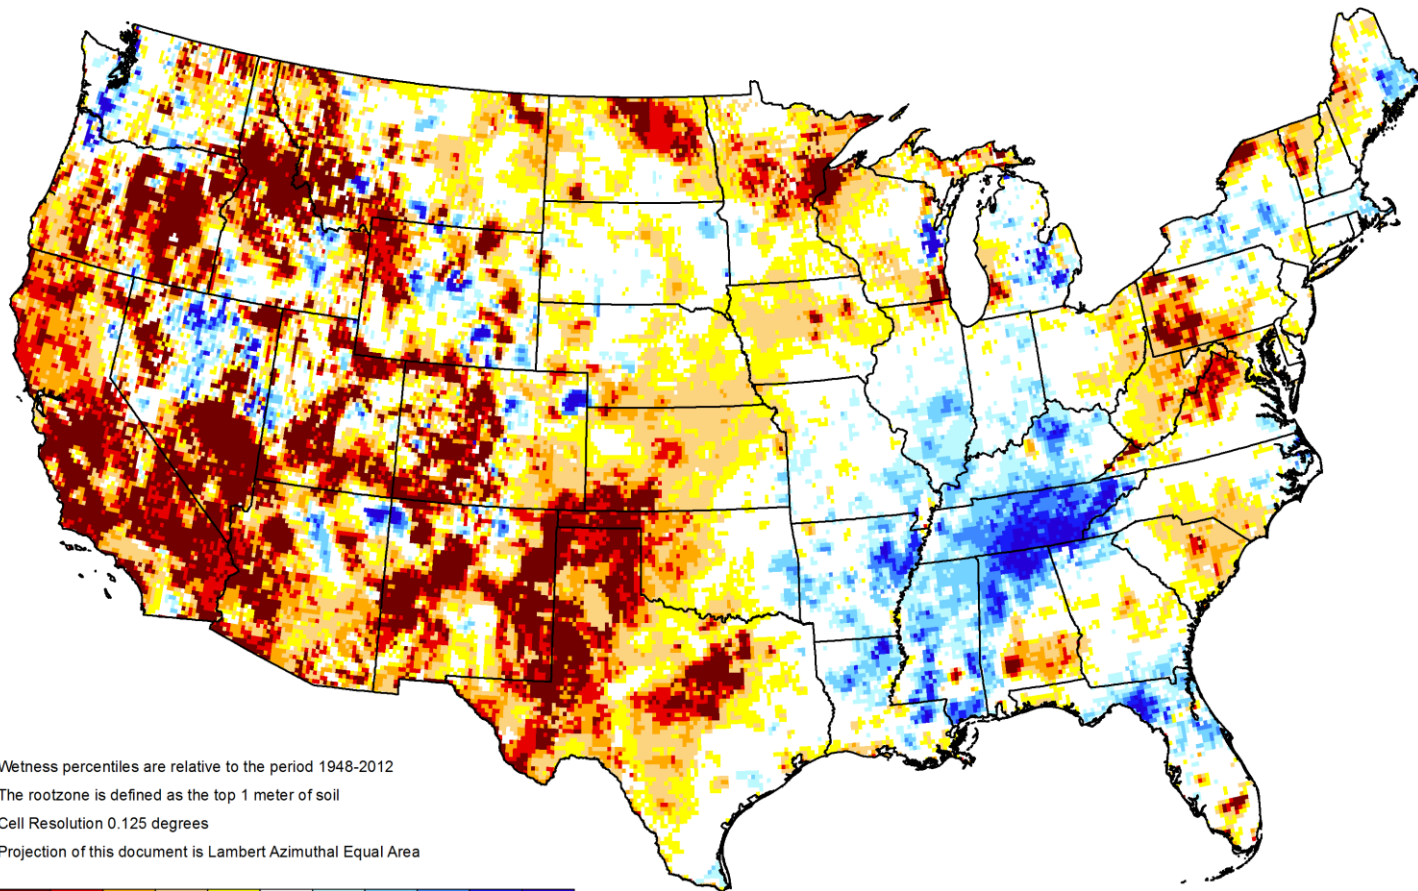 Wetness percentiles are relative to the period 1948-2012
The rootzone is defined as the top 1 meter of soil
Cell Resolution 0.125 degrees
Projection of this document is Lambert Azimuthal Equal Area